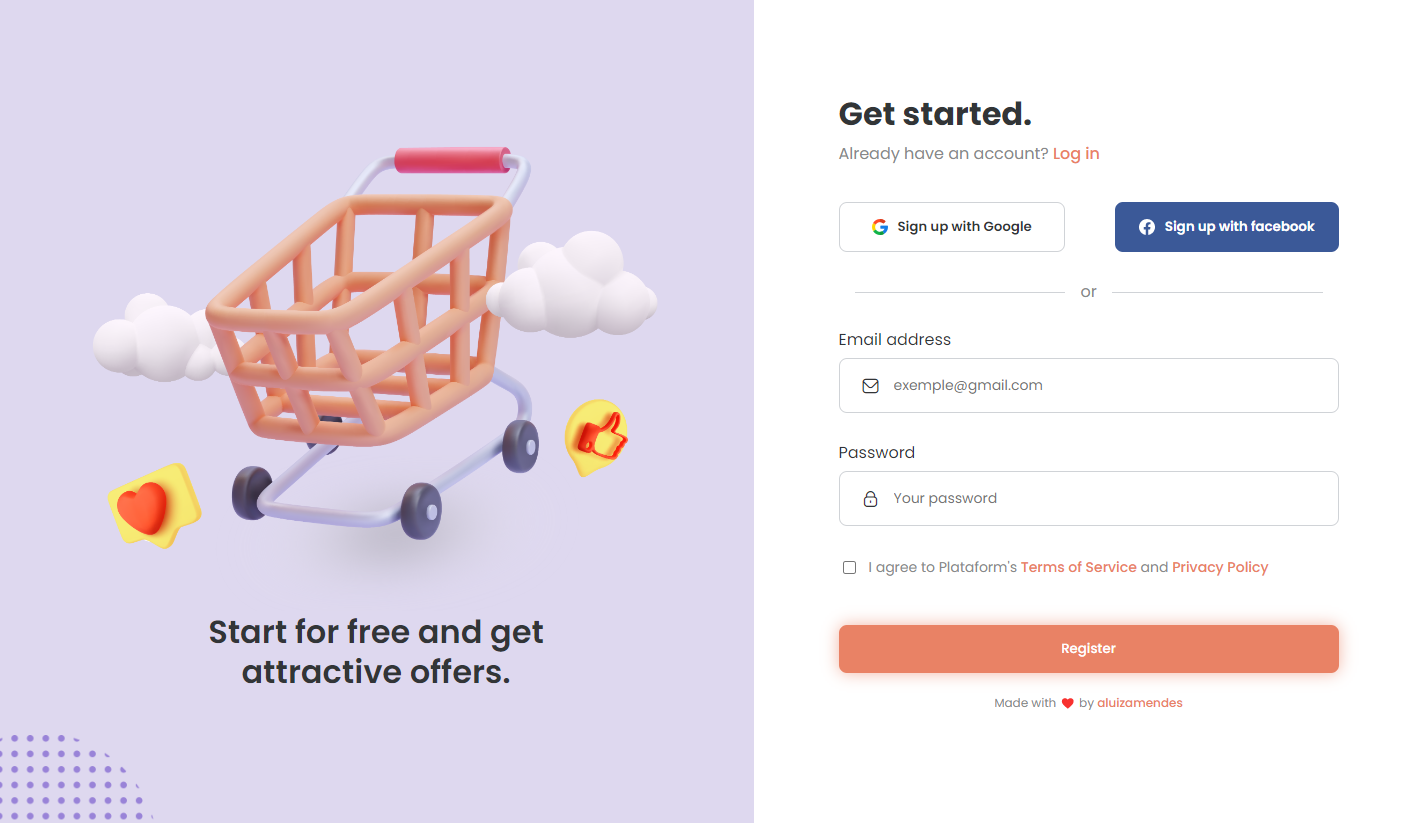 Start for free and get
attractive offers.
Get started.
Already have an account? Log in
Sign up with Google
Sign up with facebook
or
Email address
exemple@gmail.com
Password
Your password
I agree to Plataform's Terms of Service and Privacy Policy
Register
Made with ❤ by aluizamendes